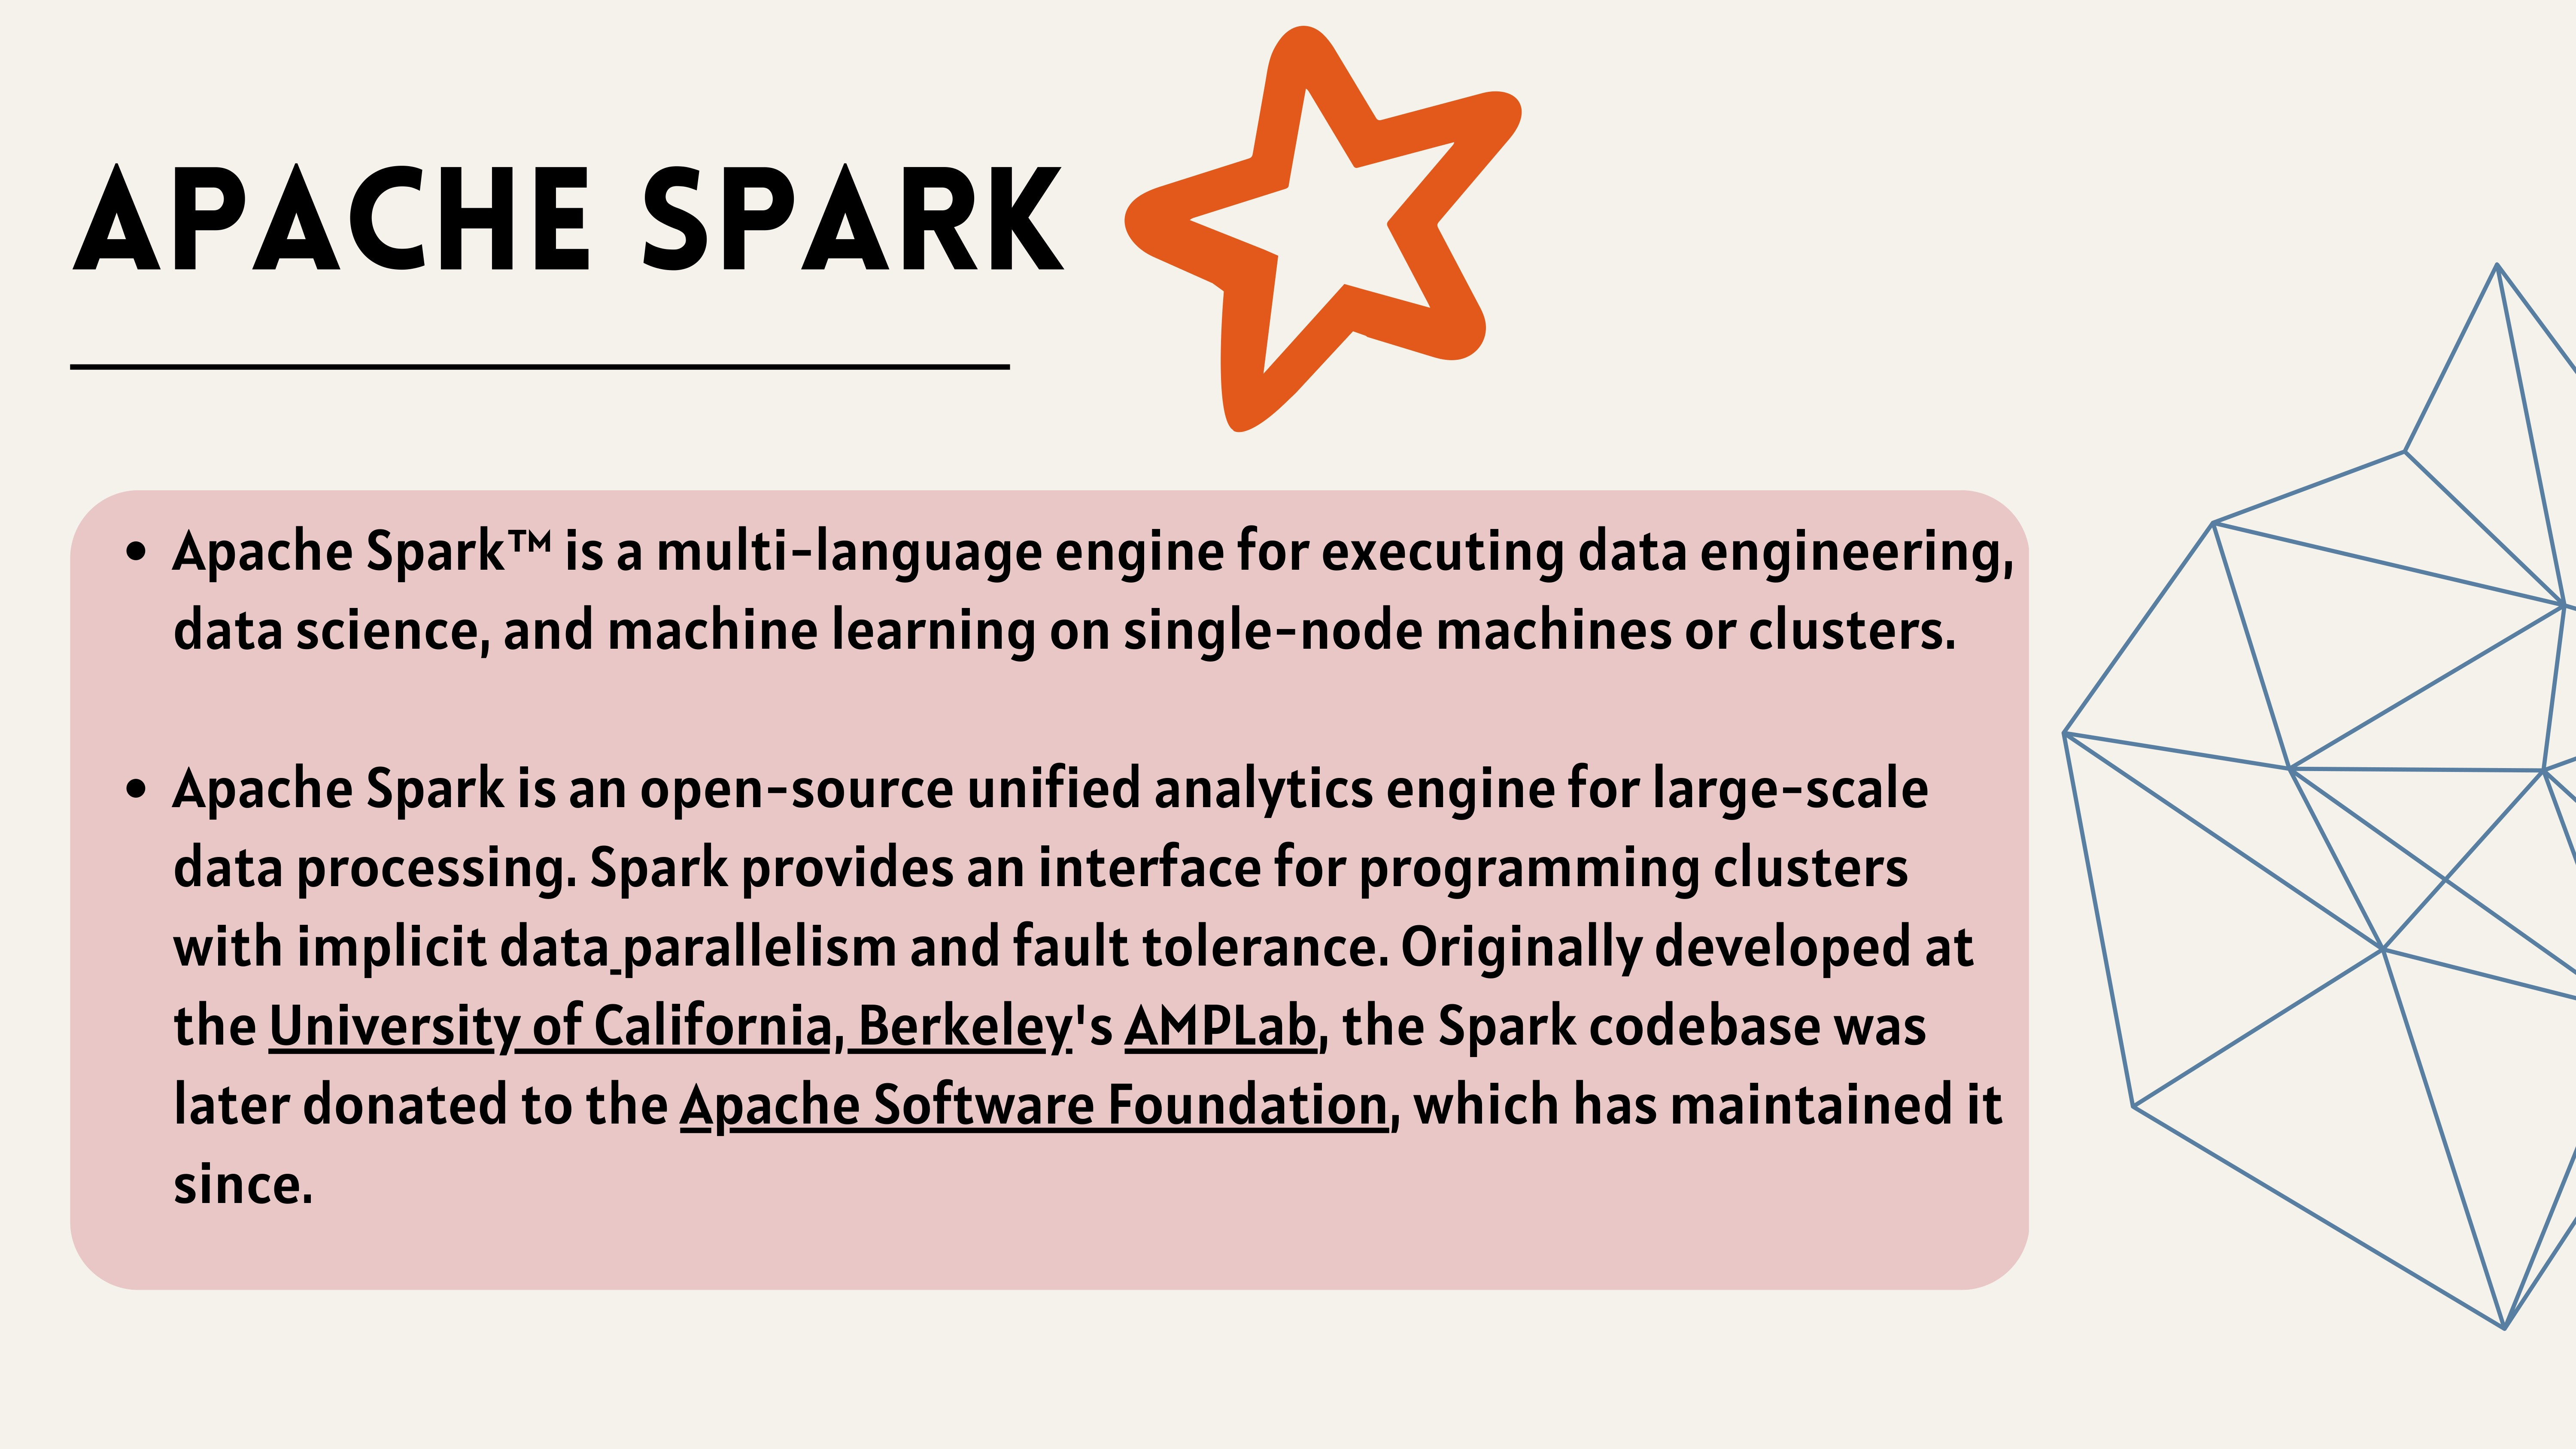 APACHE SPARK
• Apache Spark™ is a multi-language engine for executing data engineering,
data science, and machine learning on single-node machines or clusters.
• Apache Spark is an open-source unified analytics engine for large-scale
data processing. Spark provides an interface for programming clusters
with implicit data parallelism and fault tolerance. Originally developed at
the University of California, Berkeley's AMPLab, the Spark codebase was
later donated to the Apache Software Foundation, which has maintained it
since.